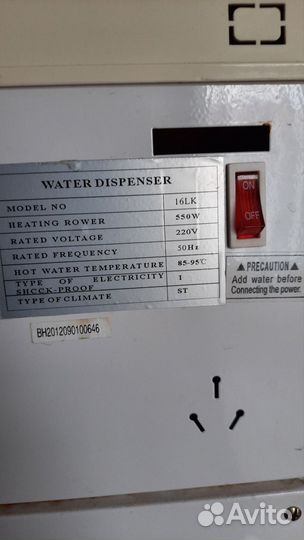 WATER DISPENSER
MODEL NO 16LK
HEATING ROWER 550W
RATED VOLTAGE 220V
RATED FREQUENCY 50Hz
HOT WATER TEMPERATURE 85-95℃
TYPE OF ELECTRICITY SHCCK-PROOF I
TYPE OF CLIMATE ST
ON
OFF
PRECAUTION
Add water before
Connecting the power.
BH2012090100646
Avito